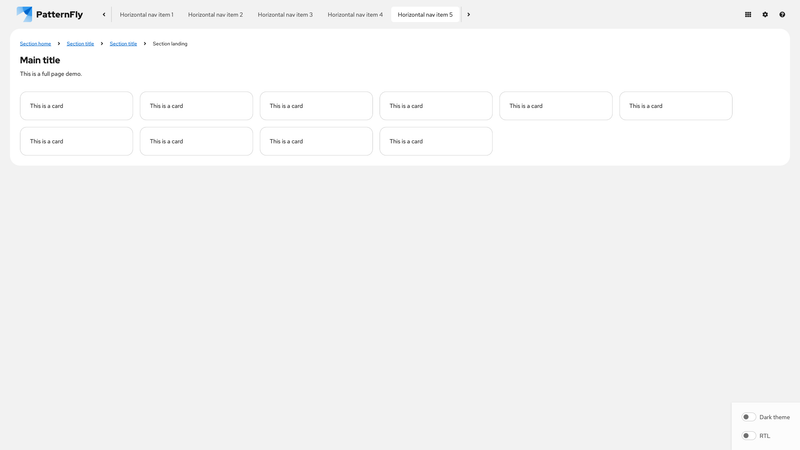 PatternFly
Horizontal nav item 1 Horizontal nav item 2 Horizontal nav item 3 Horizontal nav item 4 Horizontal nav item 5
Section home Section title Section title Section landing
Main title
This is a full page demo.
This is a card This is a card This is a card This is a card This is a card This is a card
This is a card This is a card This is a card This is a card
Dark theme
RTL